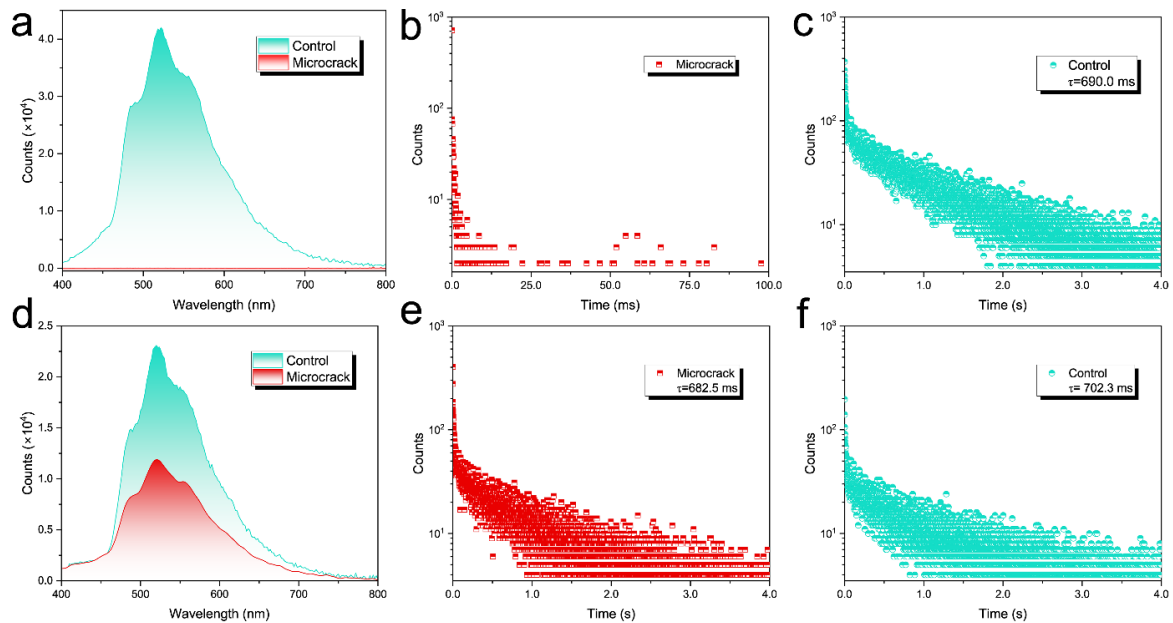 a
Control
Microcrack
Counts (×10⁴)
4.0
3.0
2.0
1.0
0.0
400
500
600
700
800
Wavelength (nm)
b
Microcrack
Counts
10³
10²
10¹
0.0
25.0
50.0
75.0
100.0
Time (ms)
c
Control
τ=690.0 ms
Counts
10³
10²
10¹
0.0
1.0
2.0
3.0
4.0
Time (s)
d
Control
Microcrack
Counts (×10⁴)
2.5
2.0
1.5
1.0
0.5
0.0
400
500
600
700
800
Wavelength (nm)
e
Microcrack
τ=682.5 ms
Counts
10³
10²
10¹
0.0
1.0
2.0
3.0
4.0
Time (s)
f
Control
τ= 702.3 ms
Counts
10³
10²
10¹
0.0
1.0
2.0
3.0
4.0
Time (s)